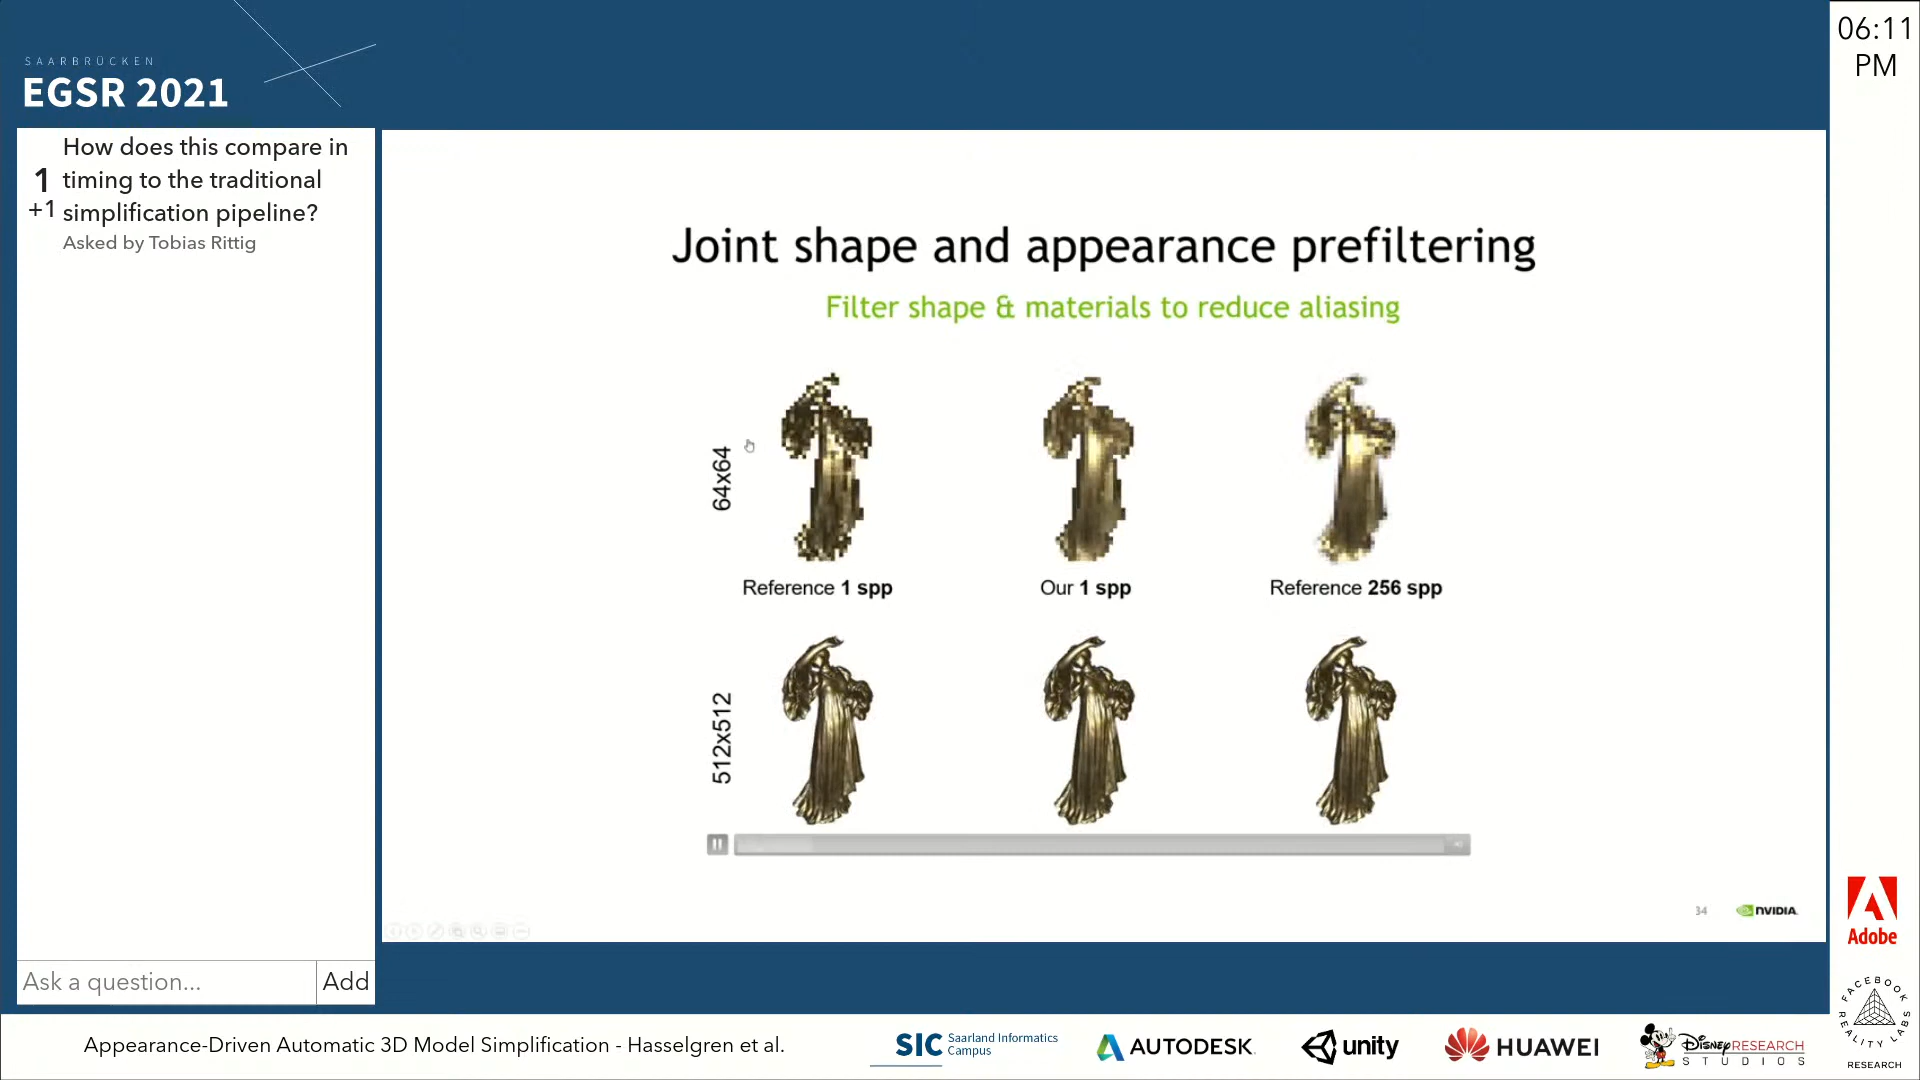 SAARBRÜCKEN
EGSR 2021
06:11
PM
How does this compare in
1 timing to the traditional
+1 simplification pipeline?
Asked by Tobias Rittig
Joint shape and appearance prefiltering
Filter shape & materials to reduce aliasing
64x64
Reference 1 spp
Our 1 spp
Reference 256 spp
512x512
34
NVIDIA
Ask a question...
Add
Adobe
FACEBOOK
REALITY LABS
RESEARCH
Appearance-Driven Automatic 3D Model Simplification - Hasselgren et al.
SIC Saarland Informatics
Campus
AUTODESK
unity
HUAWEI
Disney RESEARCH
STUDIOS